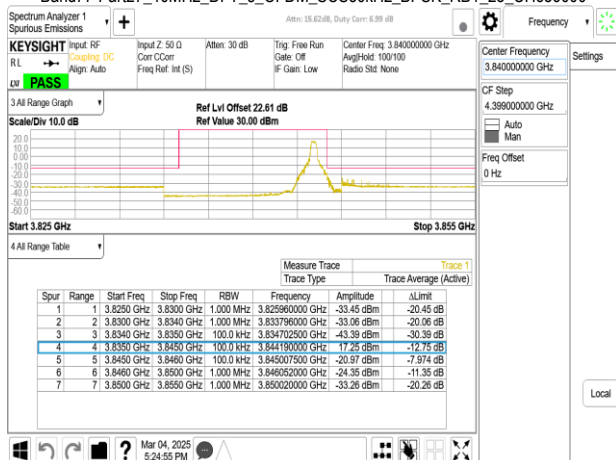 Spectrum Analyzer 1
Spurious Emissions
Attn: 15.62dB, Duty Corr: 6.99 dB
Frequency
KEYSIGHT
Input: RF
Coupling: DC
Align: Auto
Input Z: 50 Ω
Corr CCorr
Freq Ref: Int (S)
Atten: 30 dB
Trig: Free Run
Gate: Off
IF Gain: Low
Center Freq: 3.840000000 GHz
Avg|Hold: 100/100
Radio Std: None
RL
LXI
PASS
Center Frequency
3.840000000 GHz
Settings
CF Step
4.399000000 GHz
Auto
Man
Freq Offset
0 Hz
3 All Range Graph
Scale/Div 10.0 dB
Ref Lvl Offset 22.61 dB
Ref Value 30.00 dBm
20.0
10.0
0.00
-10.0
-20.0
-30.0
-40.0
-50.0
-60.0
Start 3.825 GHz
Stop 3.855 GHz
4 All Range Table
Measure Trace Trace 1
Trace Type Trace Average (Active)
Spur Range Start Freq Stop Freq RBW Frequency Amplitude ΔLimit
1 1 3.8250 GHz 3.8300 GHz 1.000 MHz 3.825960000 GHz -33.45 dBm -20.45 dB
2 2 3.8300 GHz 3.8340 GHz 1.000 MHz 3.833796000 GHz -33.06 dBm -20.06 dB
3 3 3.8340 GHz 3.8350 GHz 100.0 kHz 3.834702500 GHz -43.39 dBm -30.39 dB
4 4 3.8350 GHz 3.8450 GHz 100.0 kHz 3.844190000 GHz 17.25 dBm -12.75 dB
5 5 3.8450 GHz 3.8460 GHz 100.0 kHz 3.845007500 GHz -20.97 dBm -7.974 dB
6 6 3.8460 GHz 3.8500 GHz 1.000 MHz 3.846052000 GHz -24.35 dBm -11.35 dB
7 7 3.8500 GHz 3.8550 GHz 1.000 MHz 3.850020000 GHz -33.26 dBm -20.26 dB
Local
Mar 04, 2025
5:24:55 PM